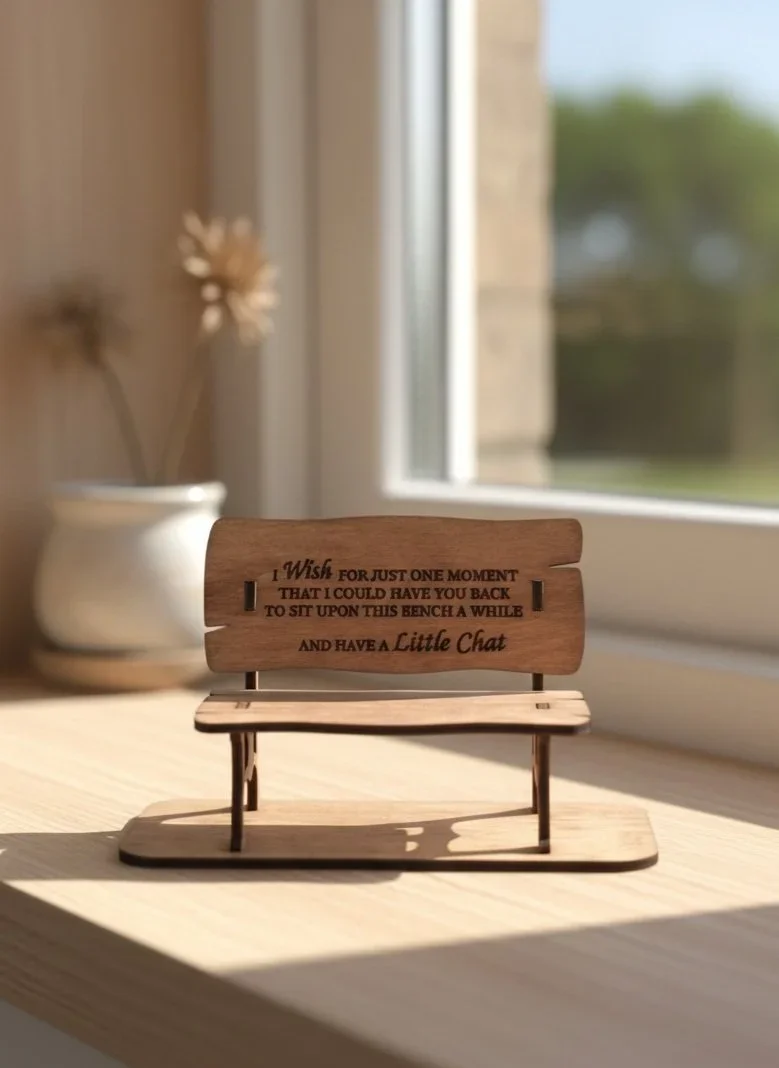 I Wish FOR JUST ONE MOMENT
THAT I COULD HAVE YOU BACK
TO SIT UPON THIS BENCH A WHILE
AND HAVE A Little Chat